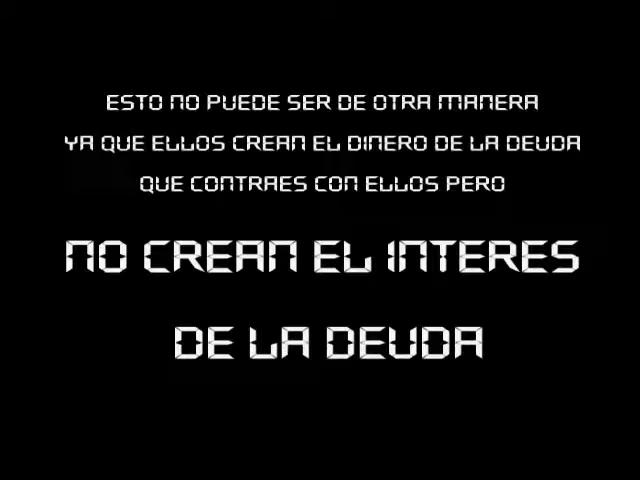 ESTO NO PUEDE SER DE OTRA MANERA
YA QUE ELLOS CREAN EL DINERO DE LA DEUDA
QUE CONTRAES CON ELLOS PERO
NO CREAN EL INTERES
DE LA DEUDA